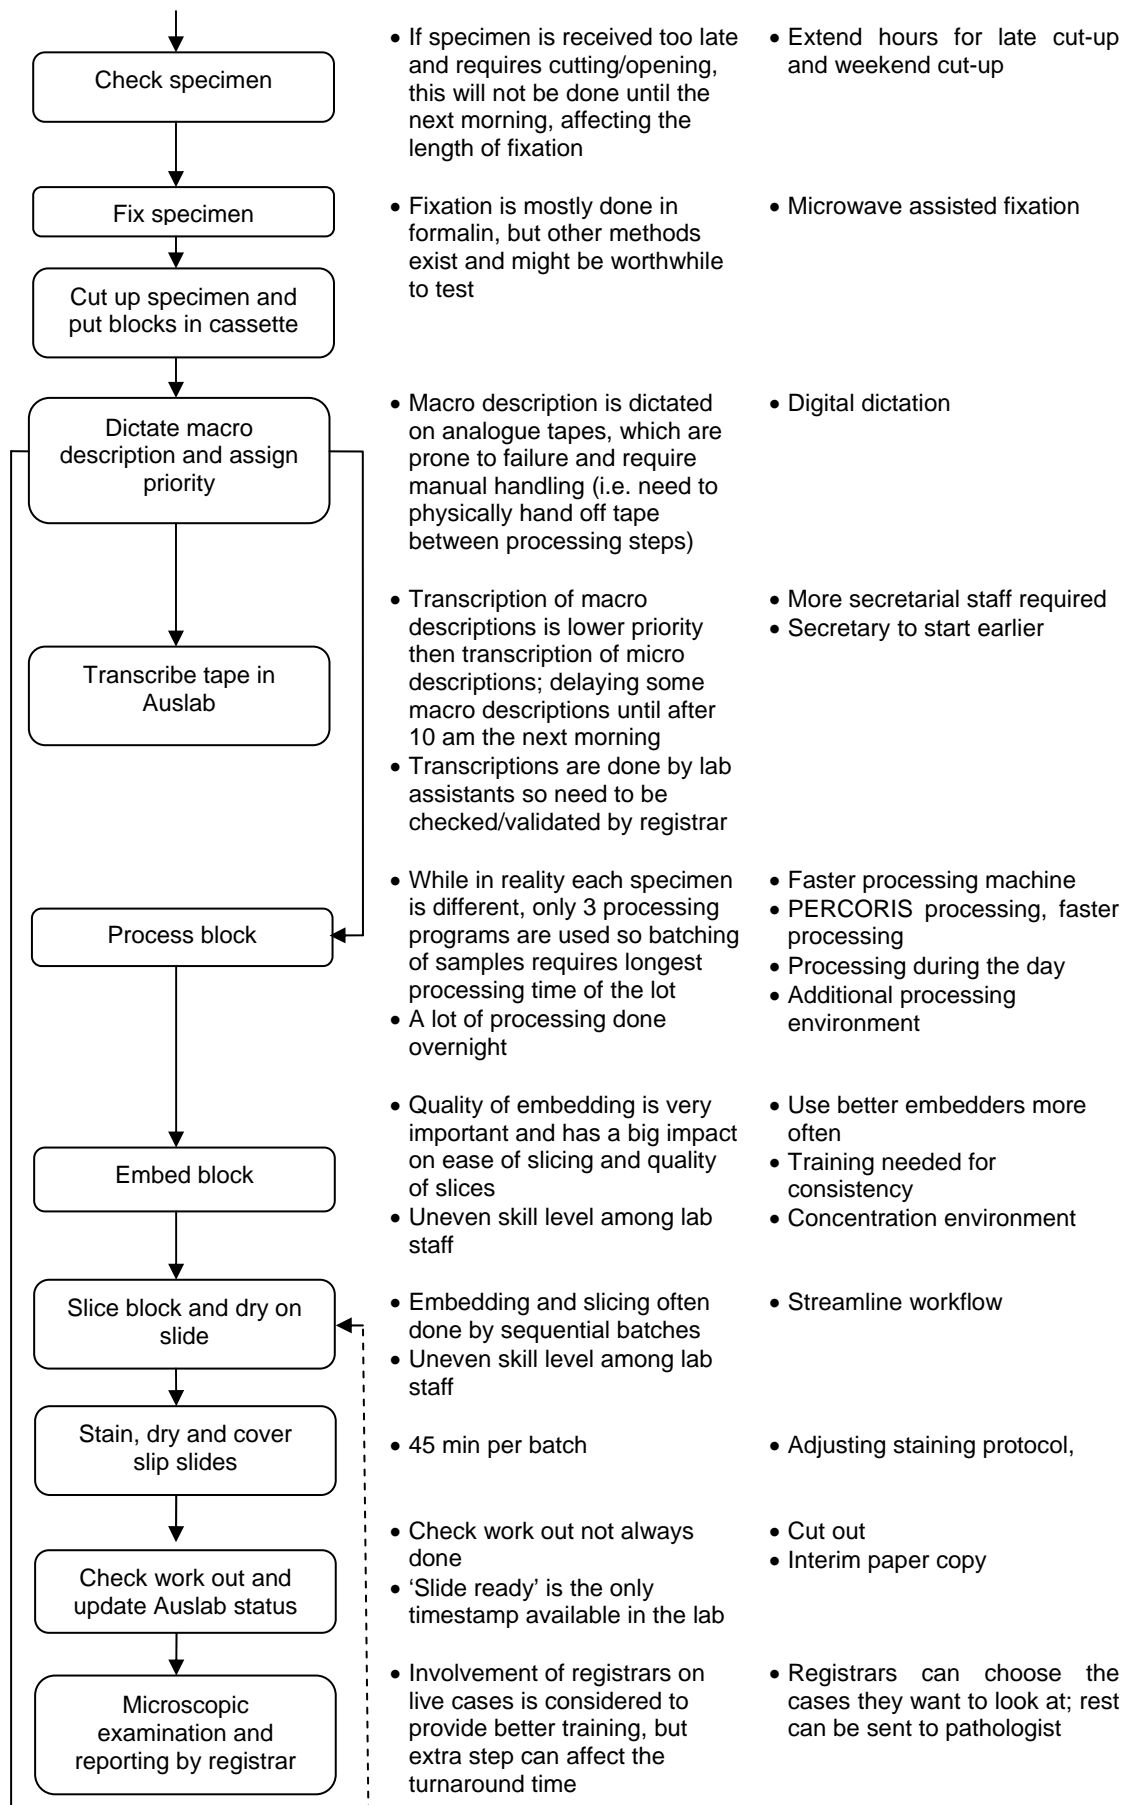 Check specimen
• If specimen is received too late
and requires cutting/opening,
this will not be done until the
next morning, affecting the
length of fixation
• Extend hours for late cut-up
and weekend cut-up
Fix specimen
• Fixation is mostly done in
formalin, but other methods
exist and might be worthwhile
to test
• Microwave assisted fixation
Cut up specimen and
put blocks in cassette
Dictate macro
description and assign
priority
• Macro description is dictated
on analogue tapes, which are
prone to failure and require
manual handling (i.e. need to
physically hand off tape
between processing steps)
• Digital dictation
Transcribe tape in
Auslab
• Transcription of macro
descriptions is lower priority
then transcription of micro
descriptions; delaying some
macro descriptions until after
10 am the next morning
• Transcriptions are done by lab
assistants so need to be
checked/validated by registrar
• More secretarial staff required
• Secretary to start earlier
Process block
• While in reality each specimen
is different, only 3 processing
programs are used so batching
of samples requires longest
processing time of the lot
• A lot of processing done
overnight
• Faster processing machine
• PERCORIS processing, faster
processing
• Processing during the day
• Additional processing
environment
Embed block
• Quality of embedding is very
important and has a big impact
on ease of slicing and quality
of slices
• Uneven skill level among lab
staff
• Use better embedders more
often
• Training needed for
consistency
• Concentration environment
Slice block and dry on
slide
• Embedding and slicing often
done by sequential batches
• Uneven skill level among lab
staff
• Streamline workflow
Stain, dry and cover
slip slides
• 45 min per batch
• Adjusting staining protocol,
Check work out and
update Auslab status
• Check work out not always
done
• ‘Slide ready’ is the only
timestamp available in the lab
• Cut out
• Interim paper copy
Microscopic
examination and
reporting by registrar
• Involvement of registrars on
live cases is considered to
provide better training, but
extra step can affect the
turnaround time
• Registrars can choose the
cases they want to look at; rest
can be sent to pathologist